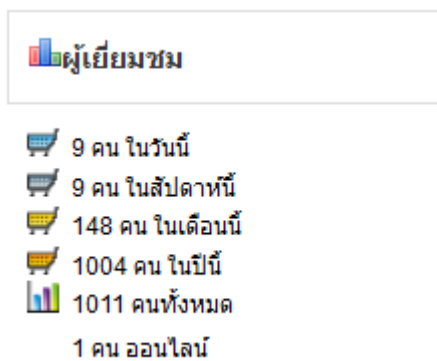 ผู้เยี่ยมชม
9 คน ในวันนี้
9 คน ในสัปดาห์นี้
148 คน ในเดือนนี้
1004 คน ในปีนี้
1011 คนทั้งหมด
1 คน ออนไลน์